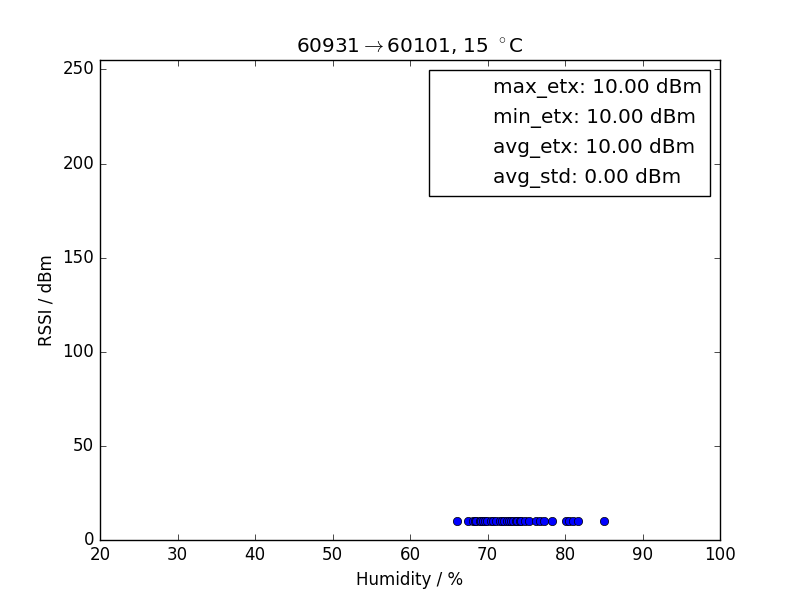 60931→60101, 15 °C
max_etx: 10.00 dBm
min_etx: 10.00 dBm
avg_etx: 10.00 dBm
avg_std: 0.00 dBm
RSSI / dBm
250
200
150
100
50
0
20 30 40 50 60 70 80 90 100
Humidity / %